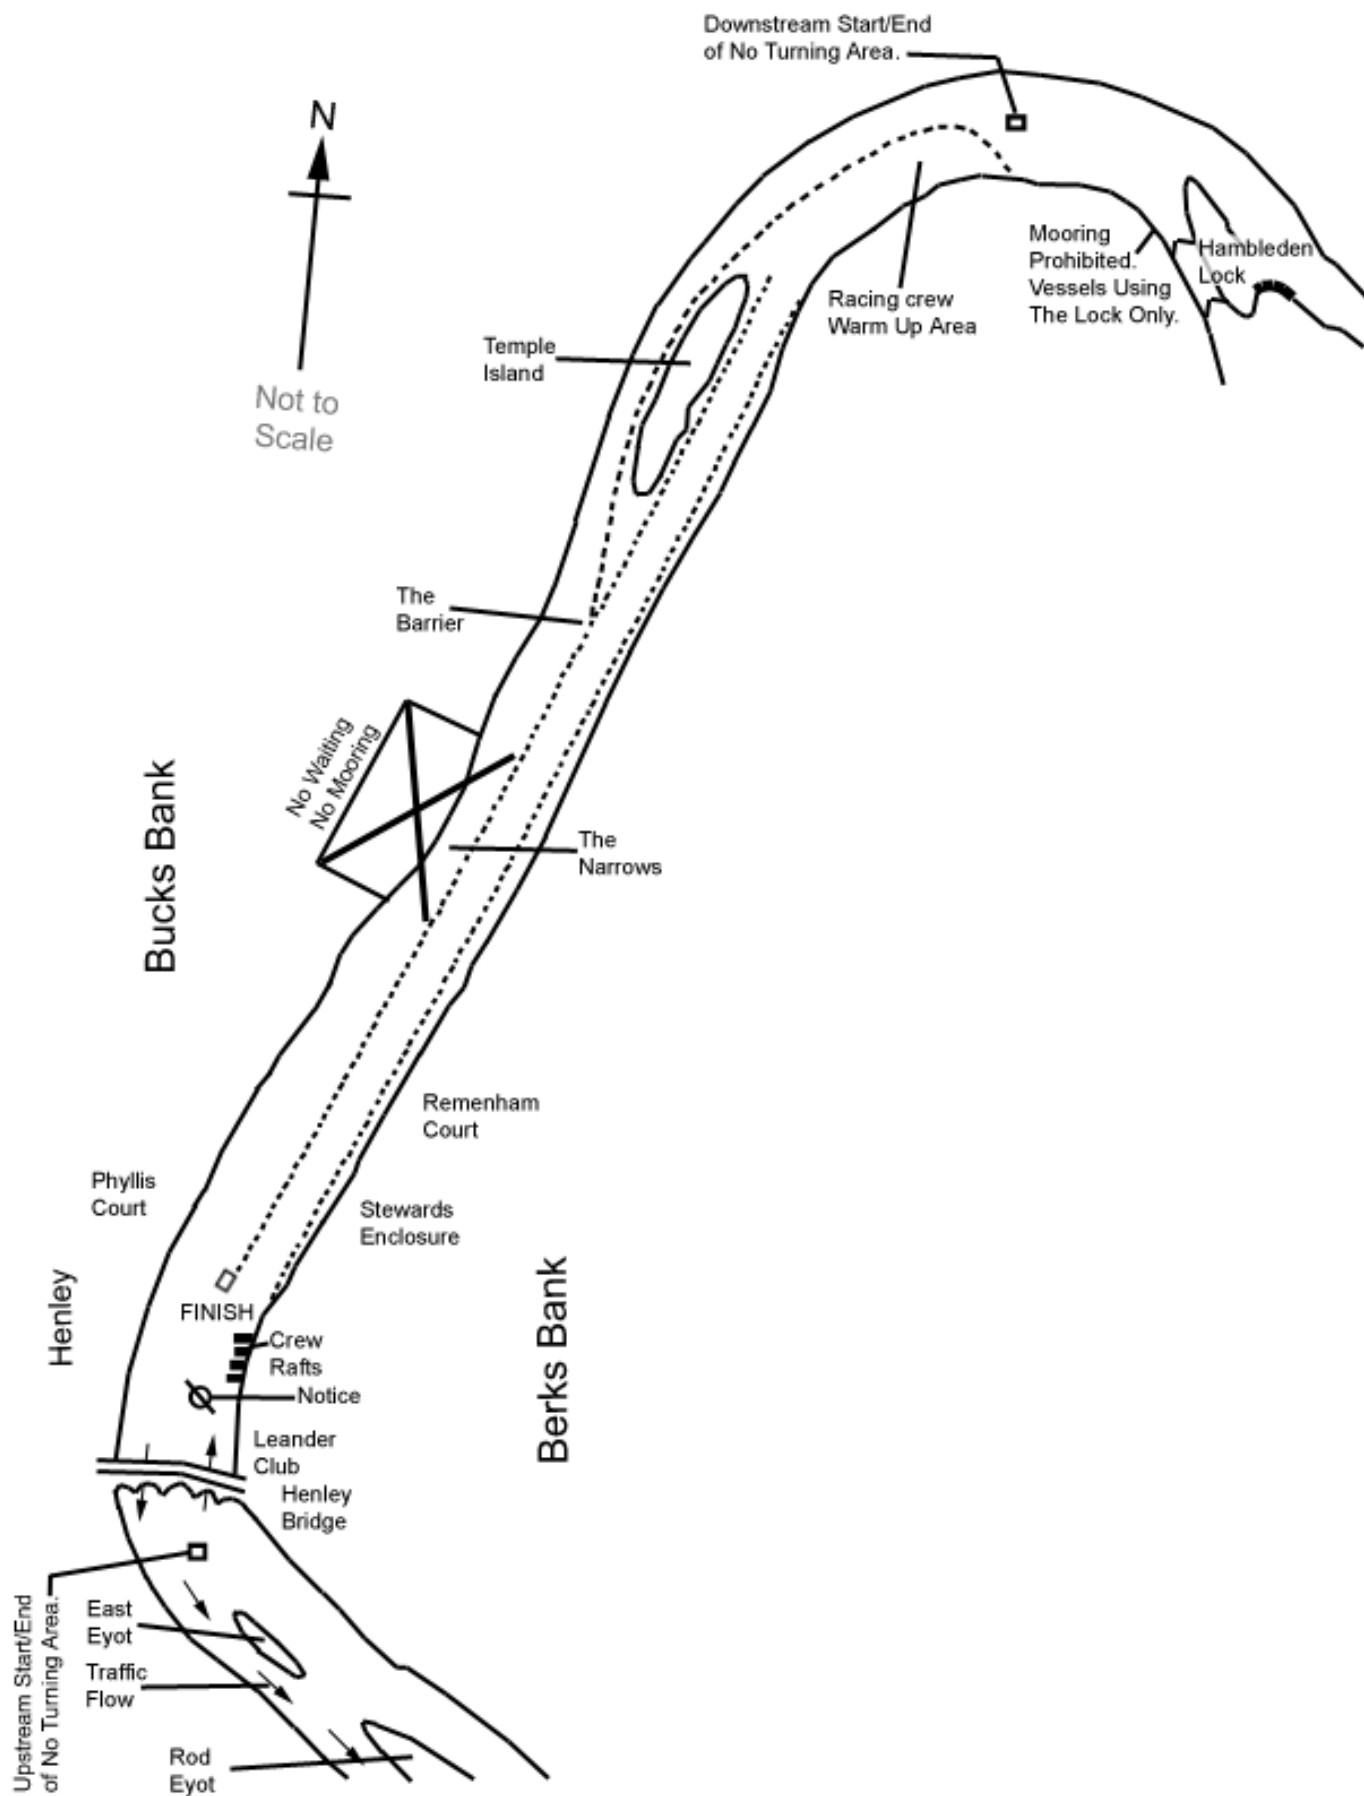 Downstream Start/End
of No Turning Area.
N
Not to
Scale
Mooring
Prohibited.
Vessels Using
The Lock Only.
Hambleden
Lock
Racing crew
Warm Up Area
Temple
Island
The
Barrier
No Waiting
No Mooring
Bucks Bank
The
Narrows
Remenham
Court
Phyllis
Court
Stewards
Enclosure
Henley
Berks Bank
FINISH
Crew
Rafts
Notice
Leander
Club
Henley
Bridge
Upstream Start/End
of No Turning Area.
East
Eyot
Traffic
Flow
Rod
Eyot